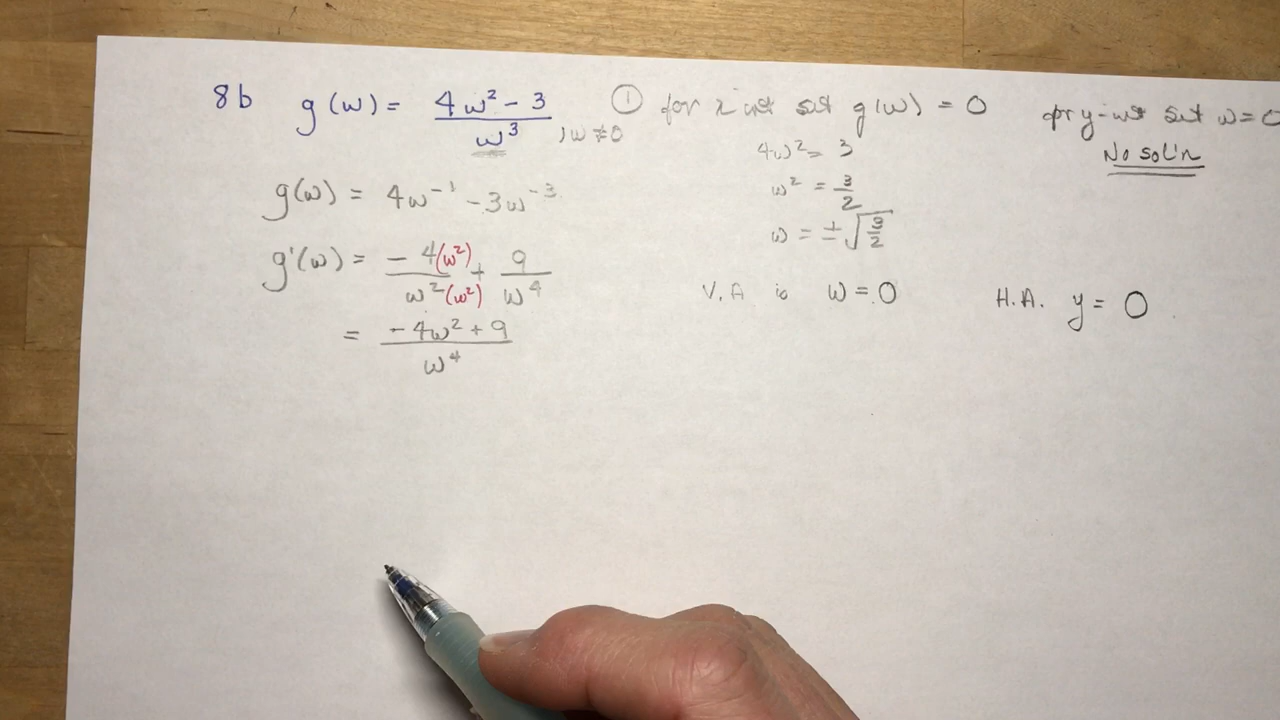 8b g(w) = (4w² - 3)/w³ , w ≠ 0
g(w) = 4w⁻¹ - 3w⁻³
g'(w) = - 4(w²)/w²(w²) + 9/w⁴
= (-4w² + 9)/w⁴
① for x int set g(w) = 0
4w² = 3
w² = 3/2
w = ±√(3/2)
for y-int set w = 0
No sol'n
V.A is w = 0
H.A. y = 0